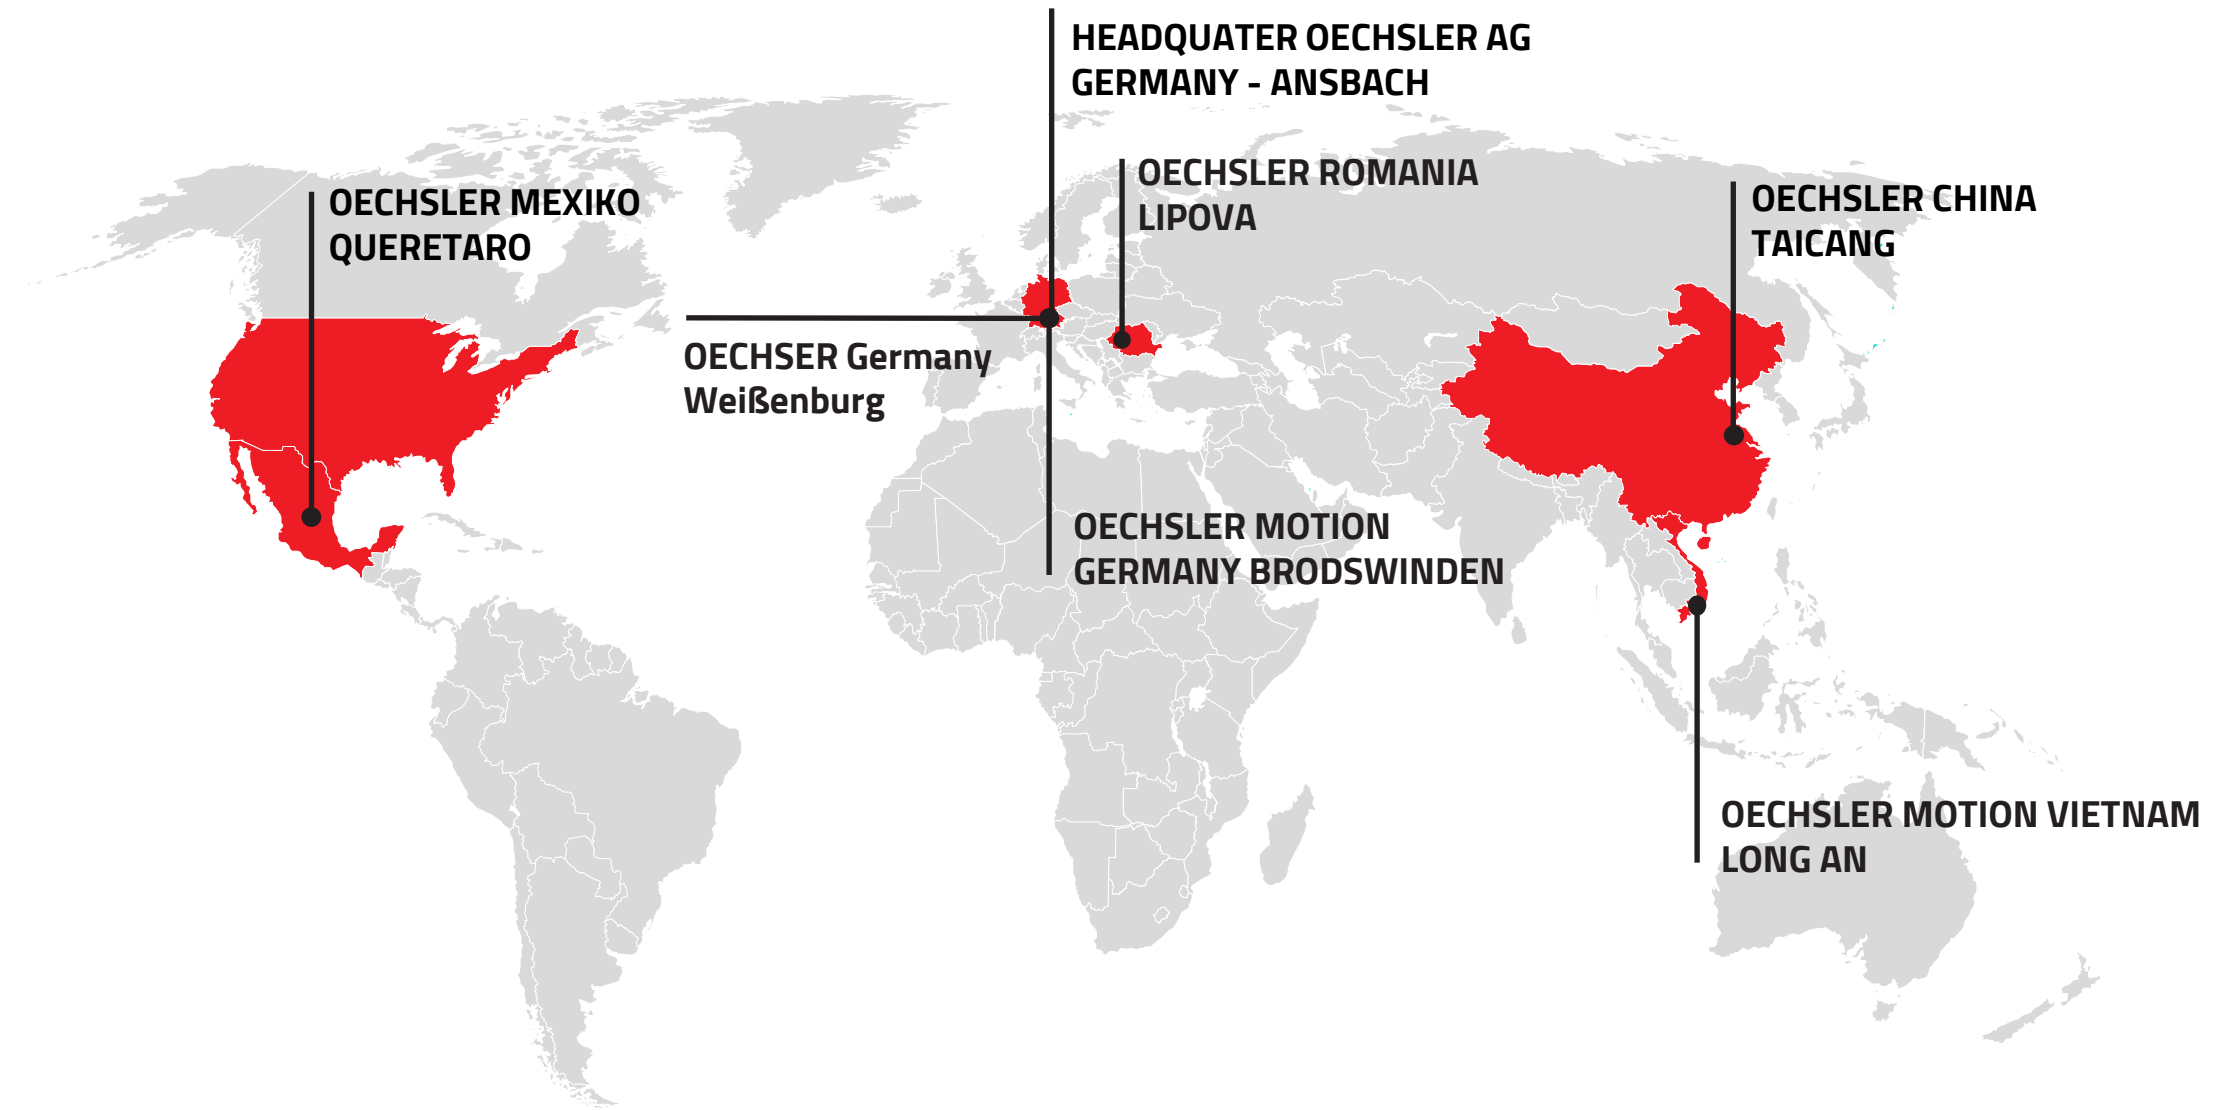 HEADQUATER OECHSLER AG
GERMANY - ANSBACH
OECHSLER ROMANIA
LIPOVA
OECHSLER MEXIKO
QUERETARO
OECHSLER CHINA
TAICANG
OECHSER Germany
Weißenburg
OECHSLER MOTION
GERMANY BRODSWINDEN
OECHSLER MOTION VIETNAM
LONG AN